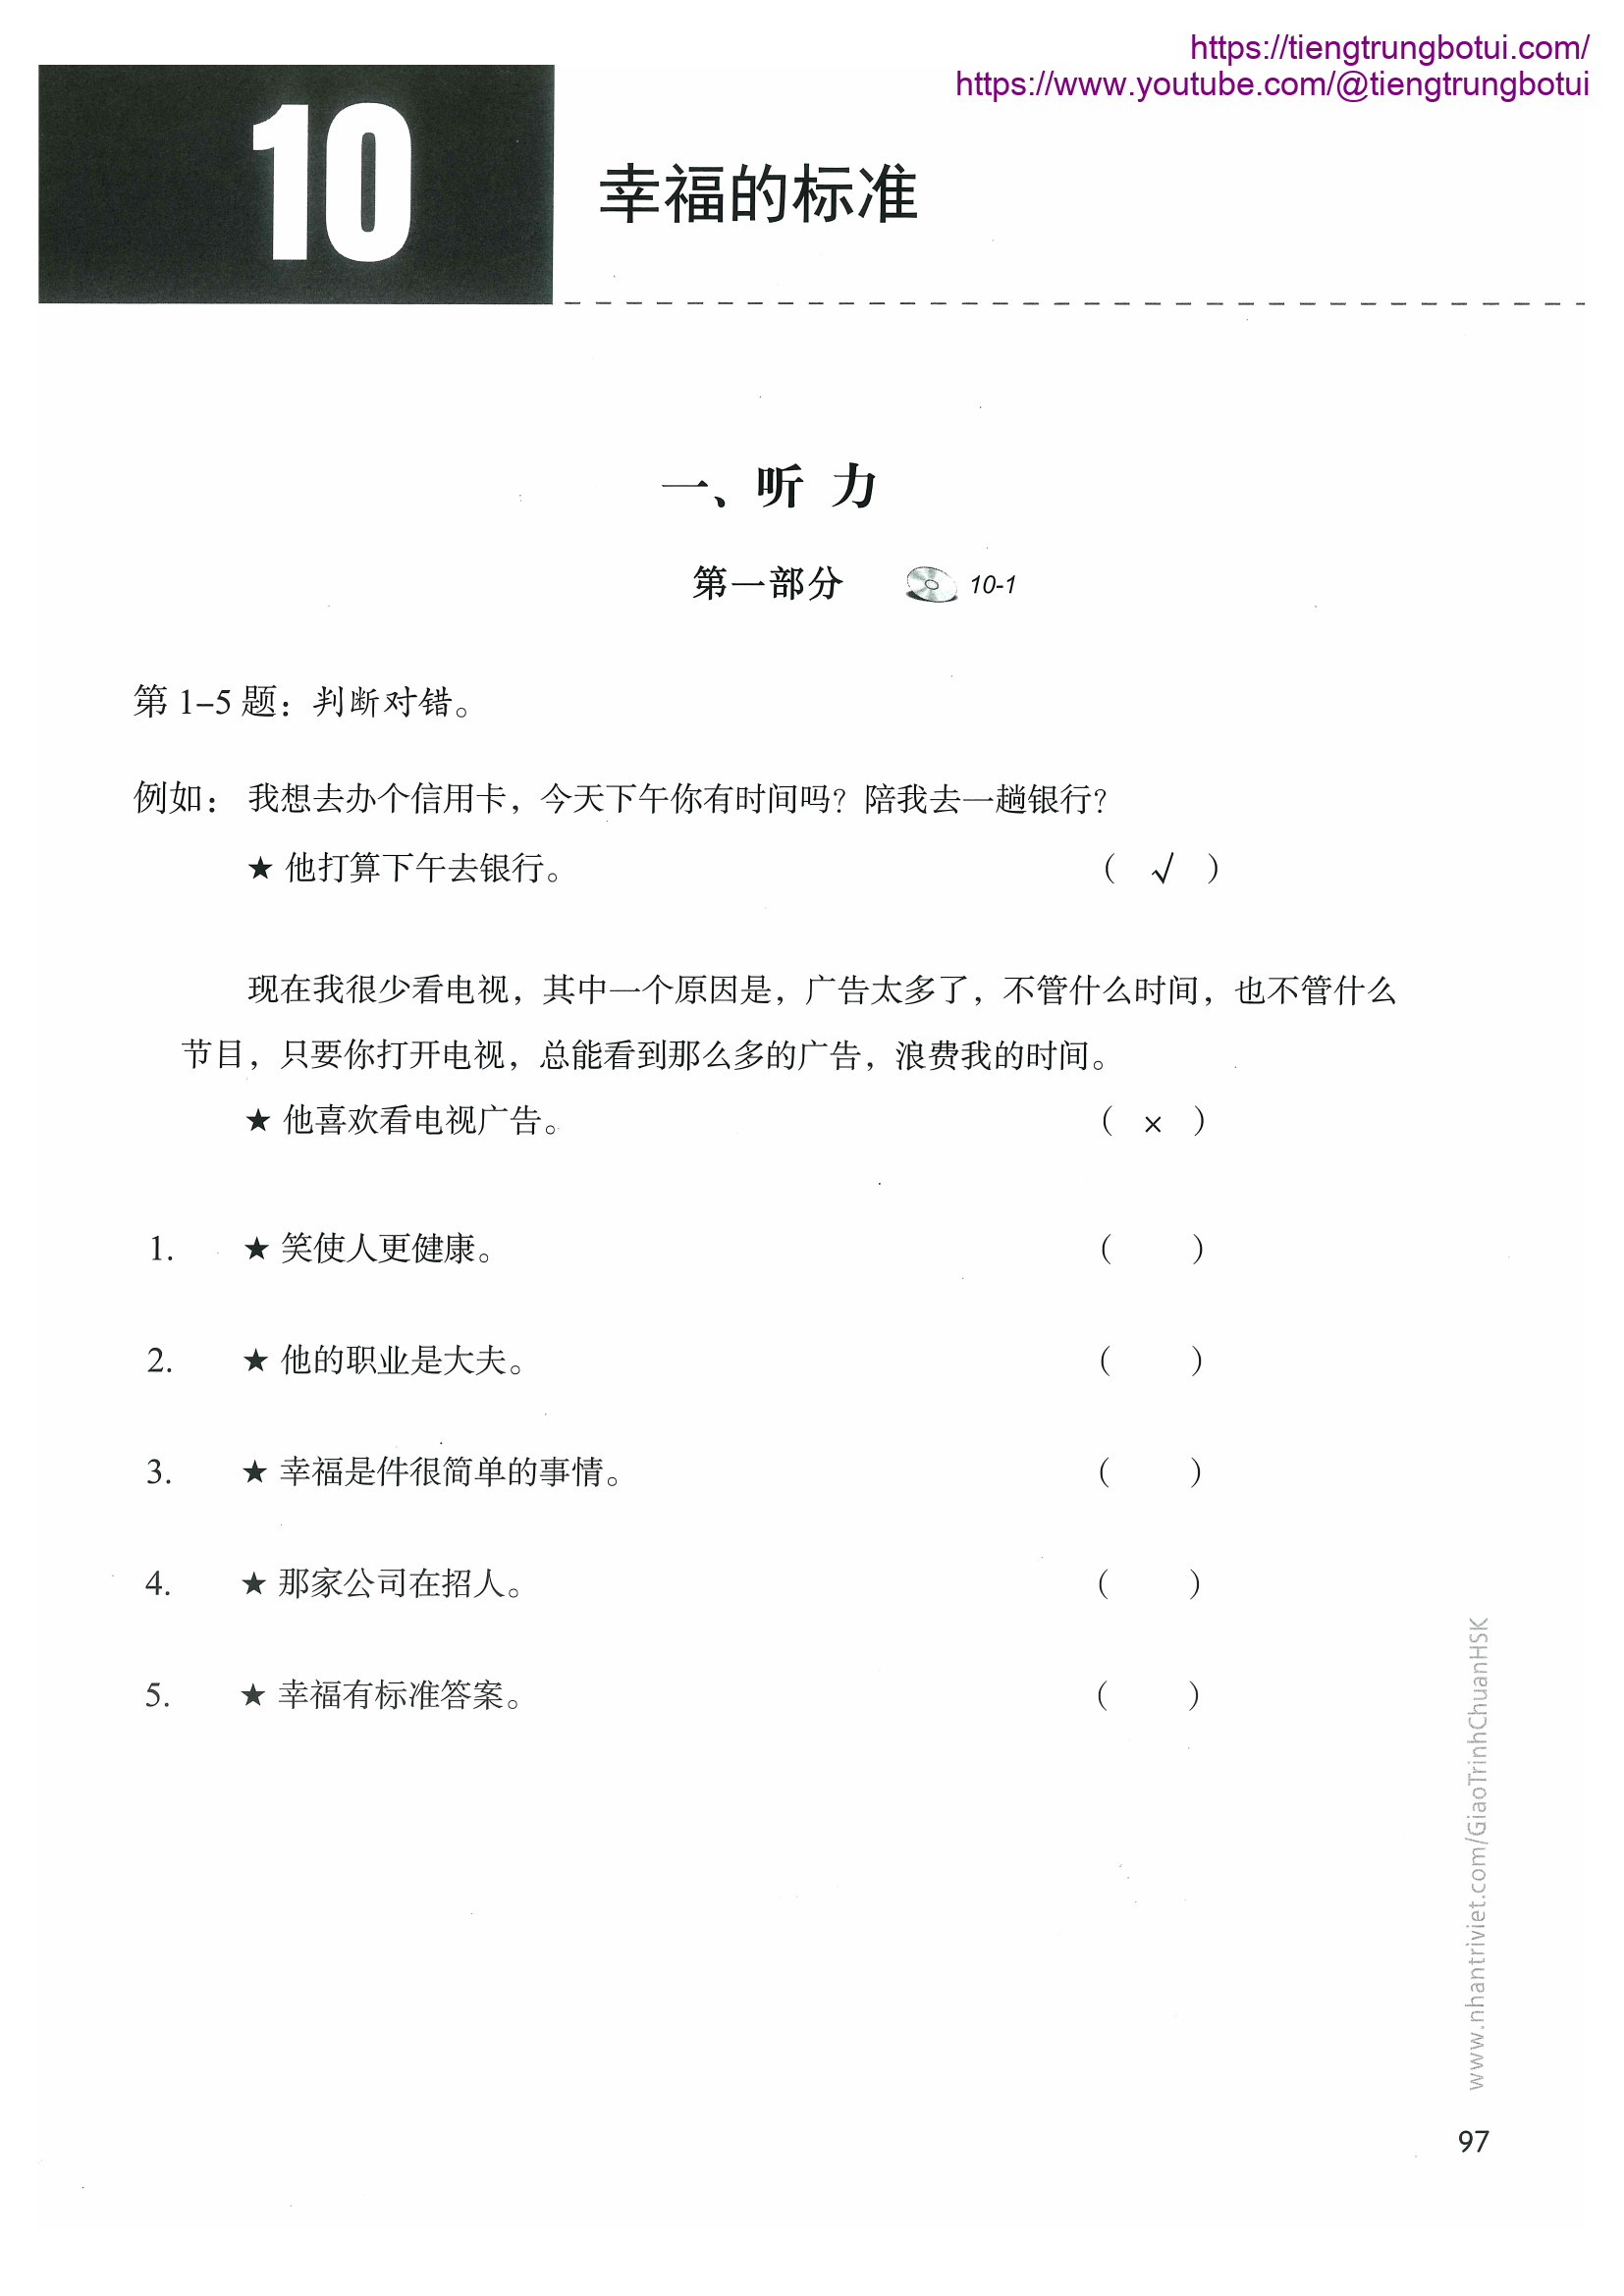 https://tiengtrungbotui.com/
https://www.youtube.com/@tiengtrungbotui
10
幸福的标准
一、听 力
第一部分 10-1
第 1–5 题：判断对错。
例如： 我想去办个信用卡，今天下午你有时间吗？陪我去一趟银行？
★ 他打算下午去银行。 （ √ ）
现在我很少看电视，其中一个原因是，广告太多了，不管什么时间，也不管什么
节目，只要你打开电视，总能看到那么多的广告，浪费我的时间。
★ 他喜欢看电视广告。 （ × ）
1. ★ 笑使人更健康。 （ ）
2. ★ 他的职业是大夫。 （ ）
3. ★ 幸福是件很简单的事情。 （ ）
4. ★ 那家公司在招人。 （ ）
5. ★ 幸福有标准答案。 （ ）
www.nhantriviet.com/GiaoTrinhChuanHSK
97